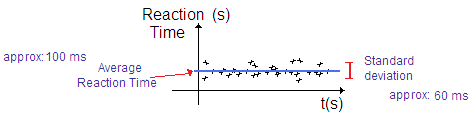 Reaction (s)
Time
approx: 100 ms
Average
Reaction Time
Standard
deviation
t(s)
approx: 60 ms